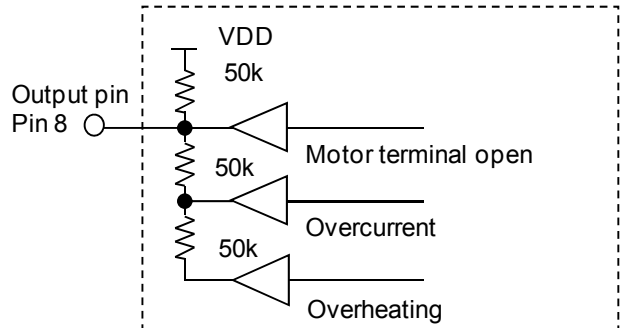 VDD
50k
Output pin
Pin 8
Motor terminal open
50k
Overcurrent
50k
Overheating